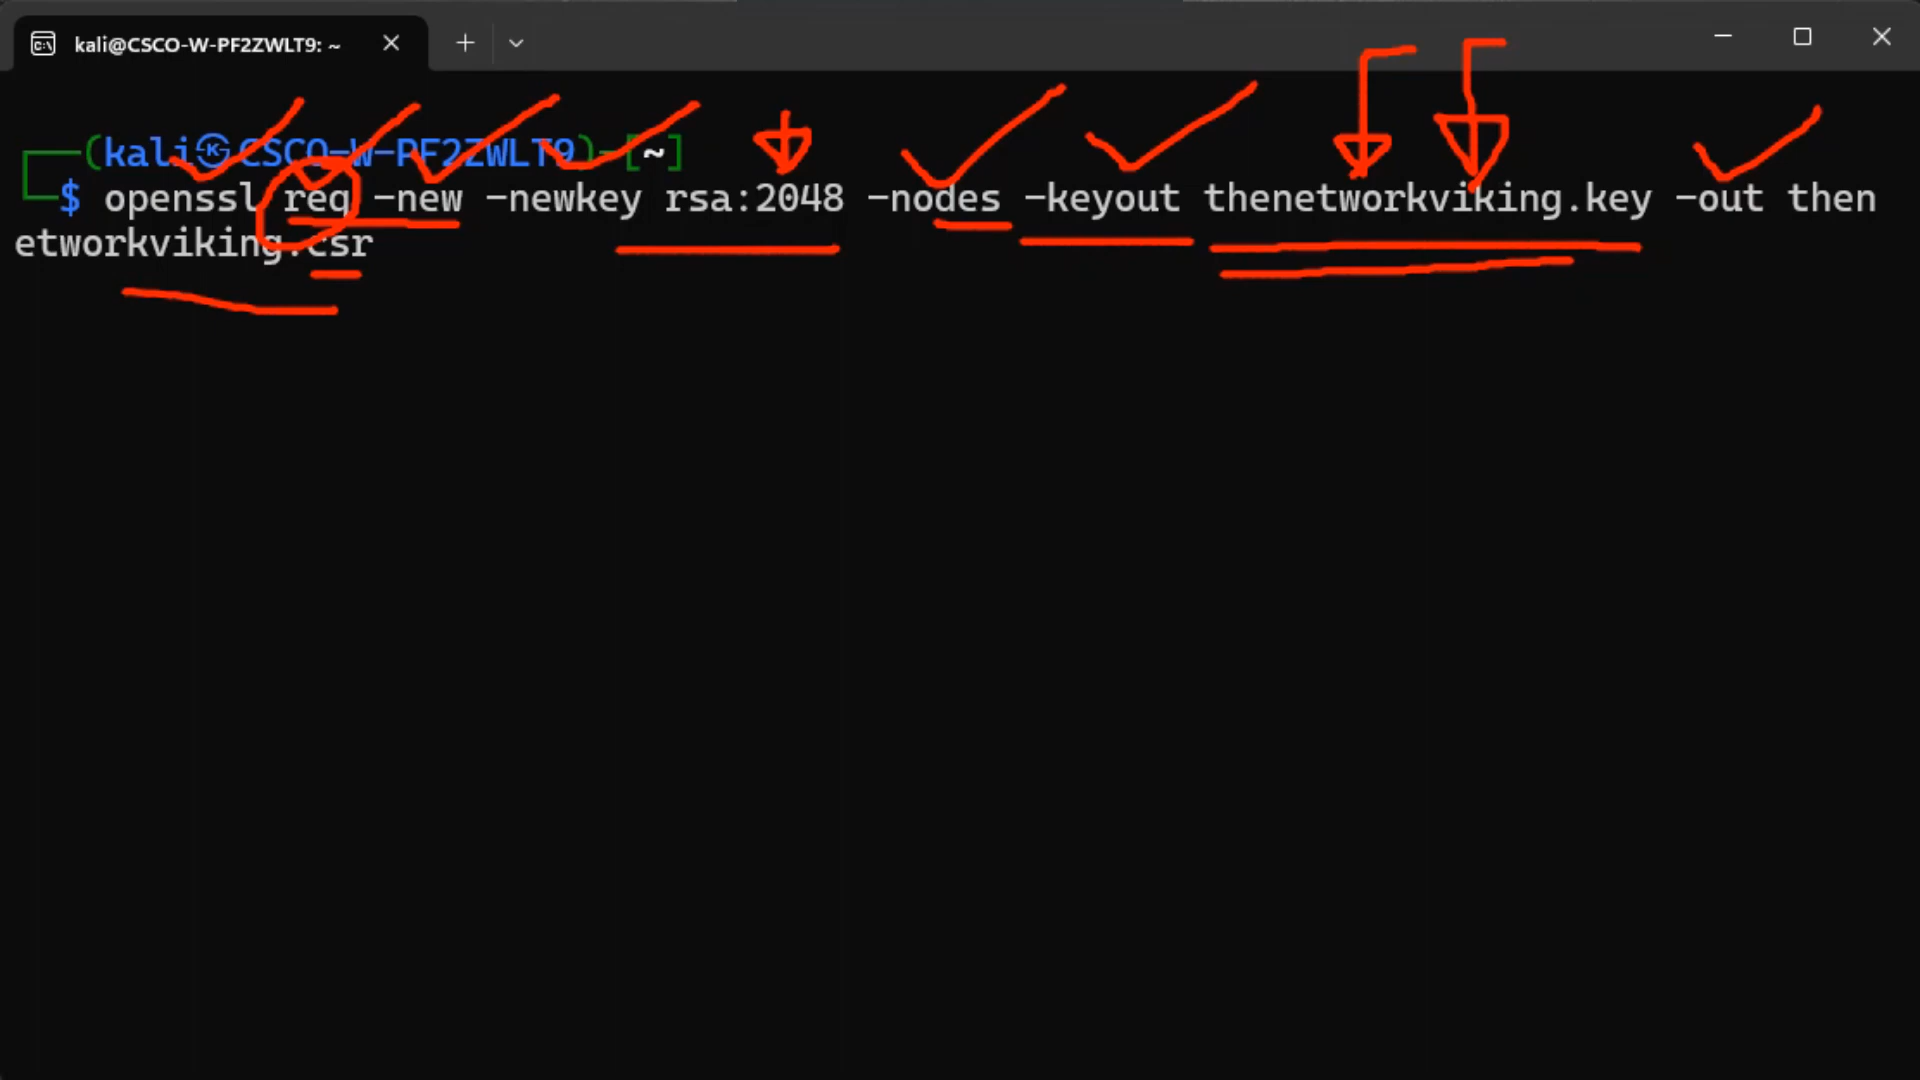 kali@CSCO-W-PF2ZWLT9: ~
(kali㉿CSCO-W-PF2ZWLT9)-[~]
$ openssl req -new -newkey rsa:2048 -nodes -keyout thenetworkviking.key -out then
etworkviking.csr